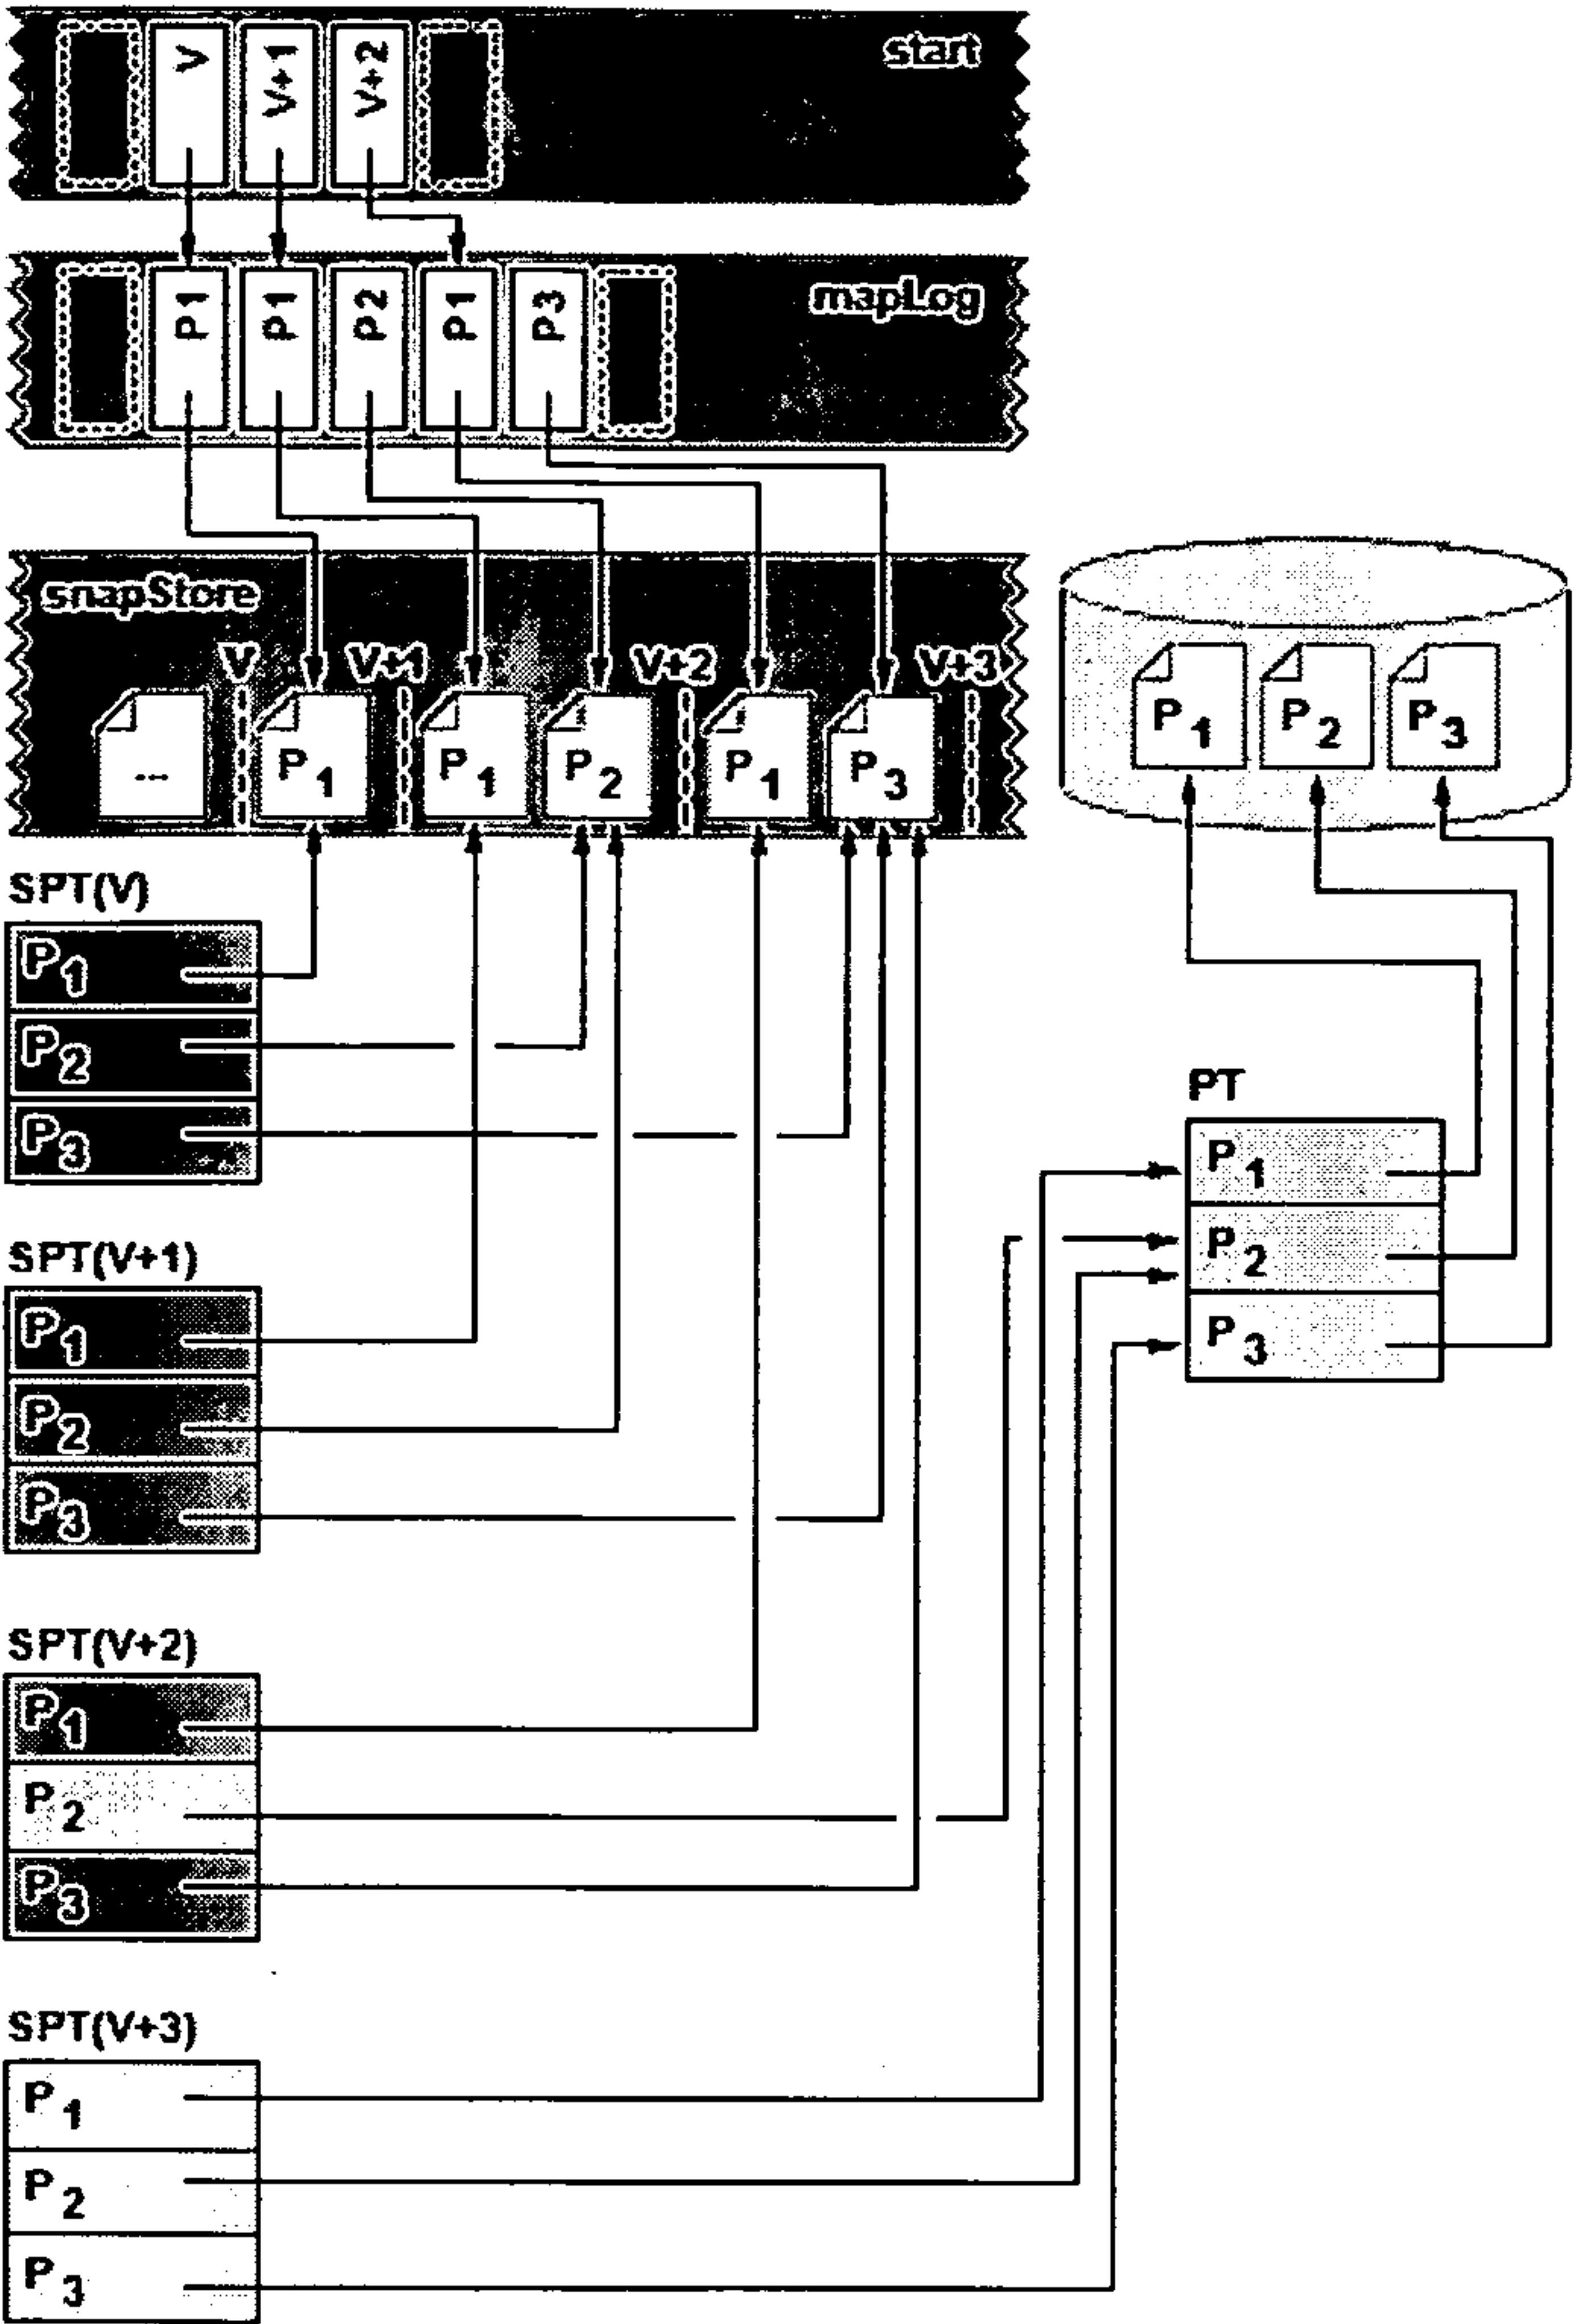 start
V V+1 V+2
mapLog
P1 P1 P2 P1 P3
snapStore
V V+1 V+2 V+3
... P1 P1 P2 P1 P3
P1 P2 P3
SPT(V)
P1
P2
P3
PT
P1
P2
P3
SPT(V+1)
P1
P2
P3
SPT(V+2)
P1
P2
P3
SPT(V+3)
P1
P2
P3